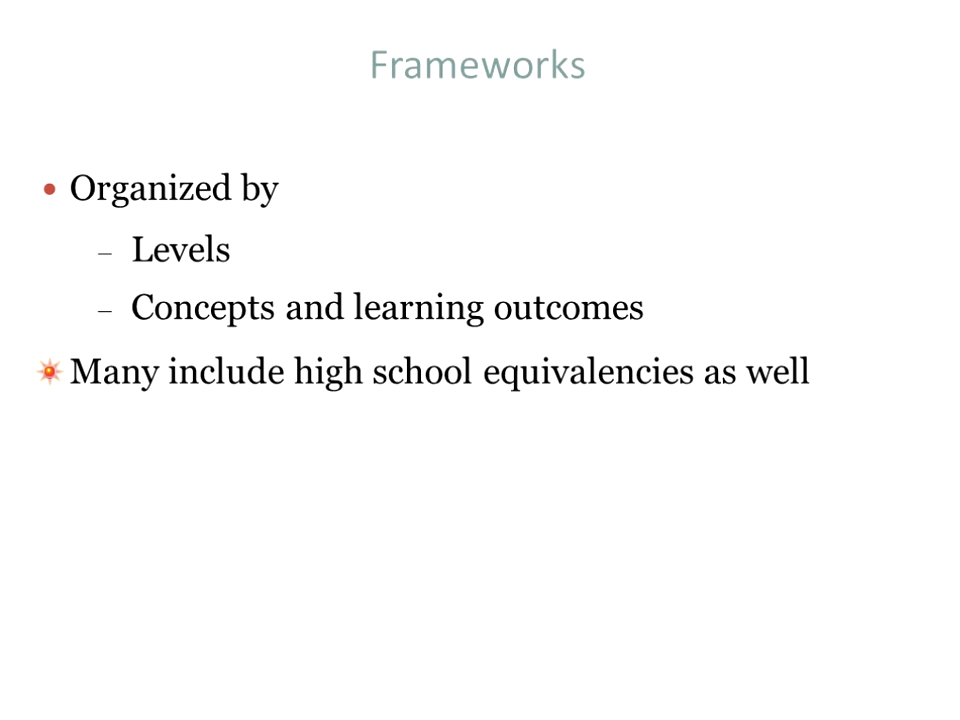 Frameworks
• Organized by
– Levels
– Concepts and learning outcomes
Many include high school equivalencies as well